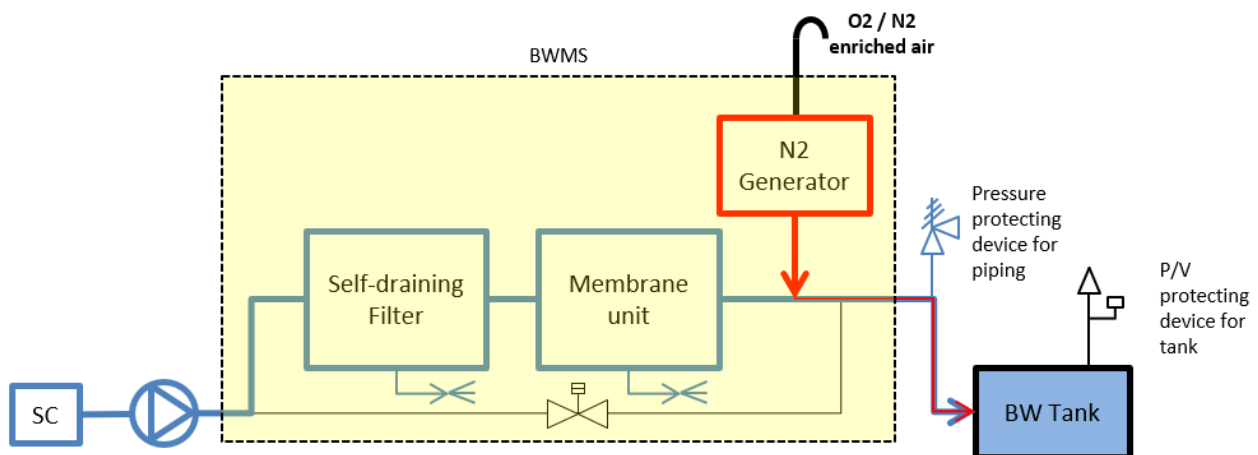 O2 / N2
enriched air
BWMS
N2
Generator
Pressure
protecting
device for
piping
P/V
protecting
device for
tank
Self-draining
Filter
Membrane
unit
SC
BW Tank